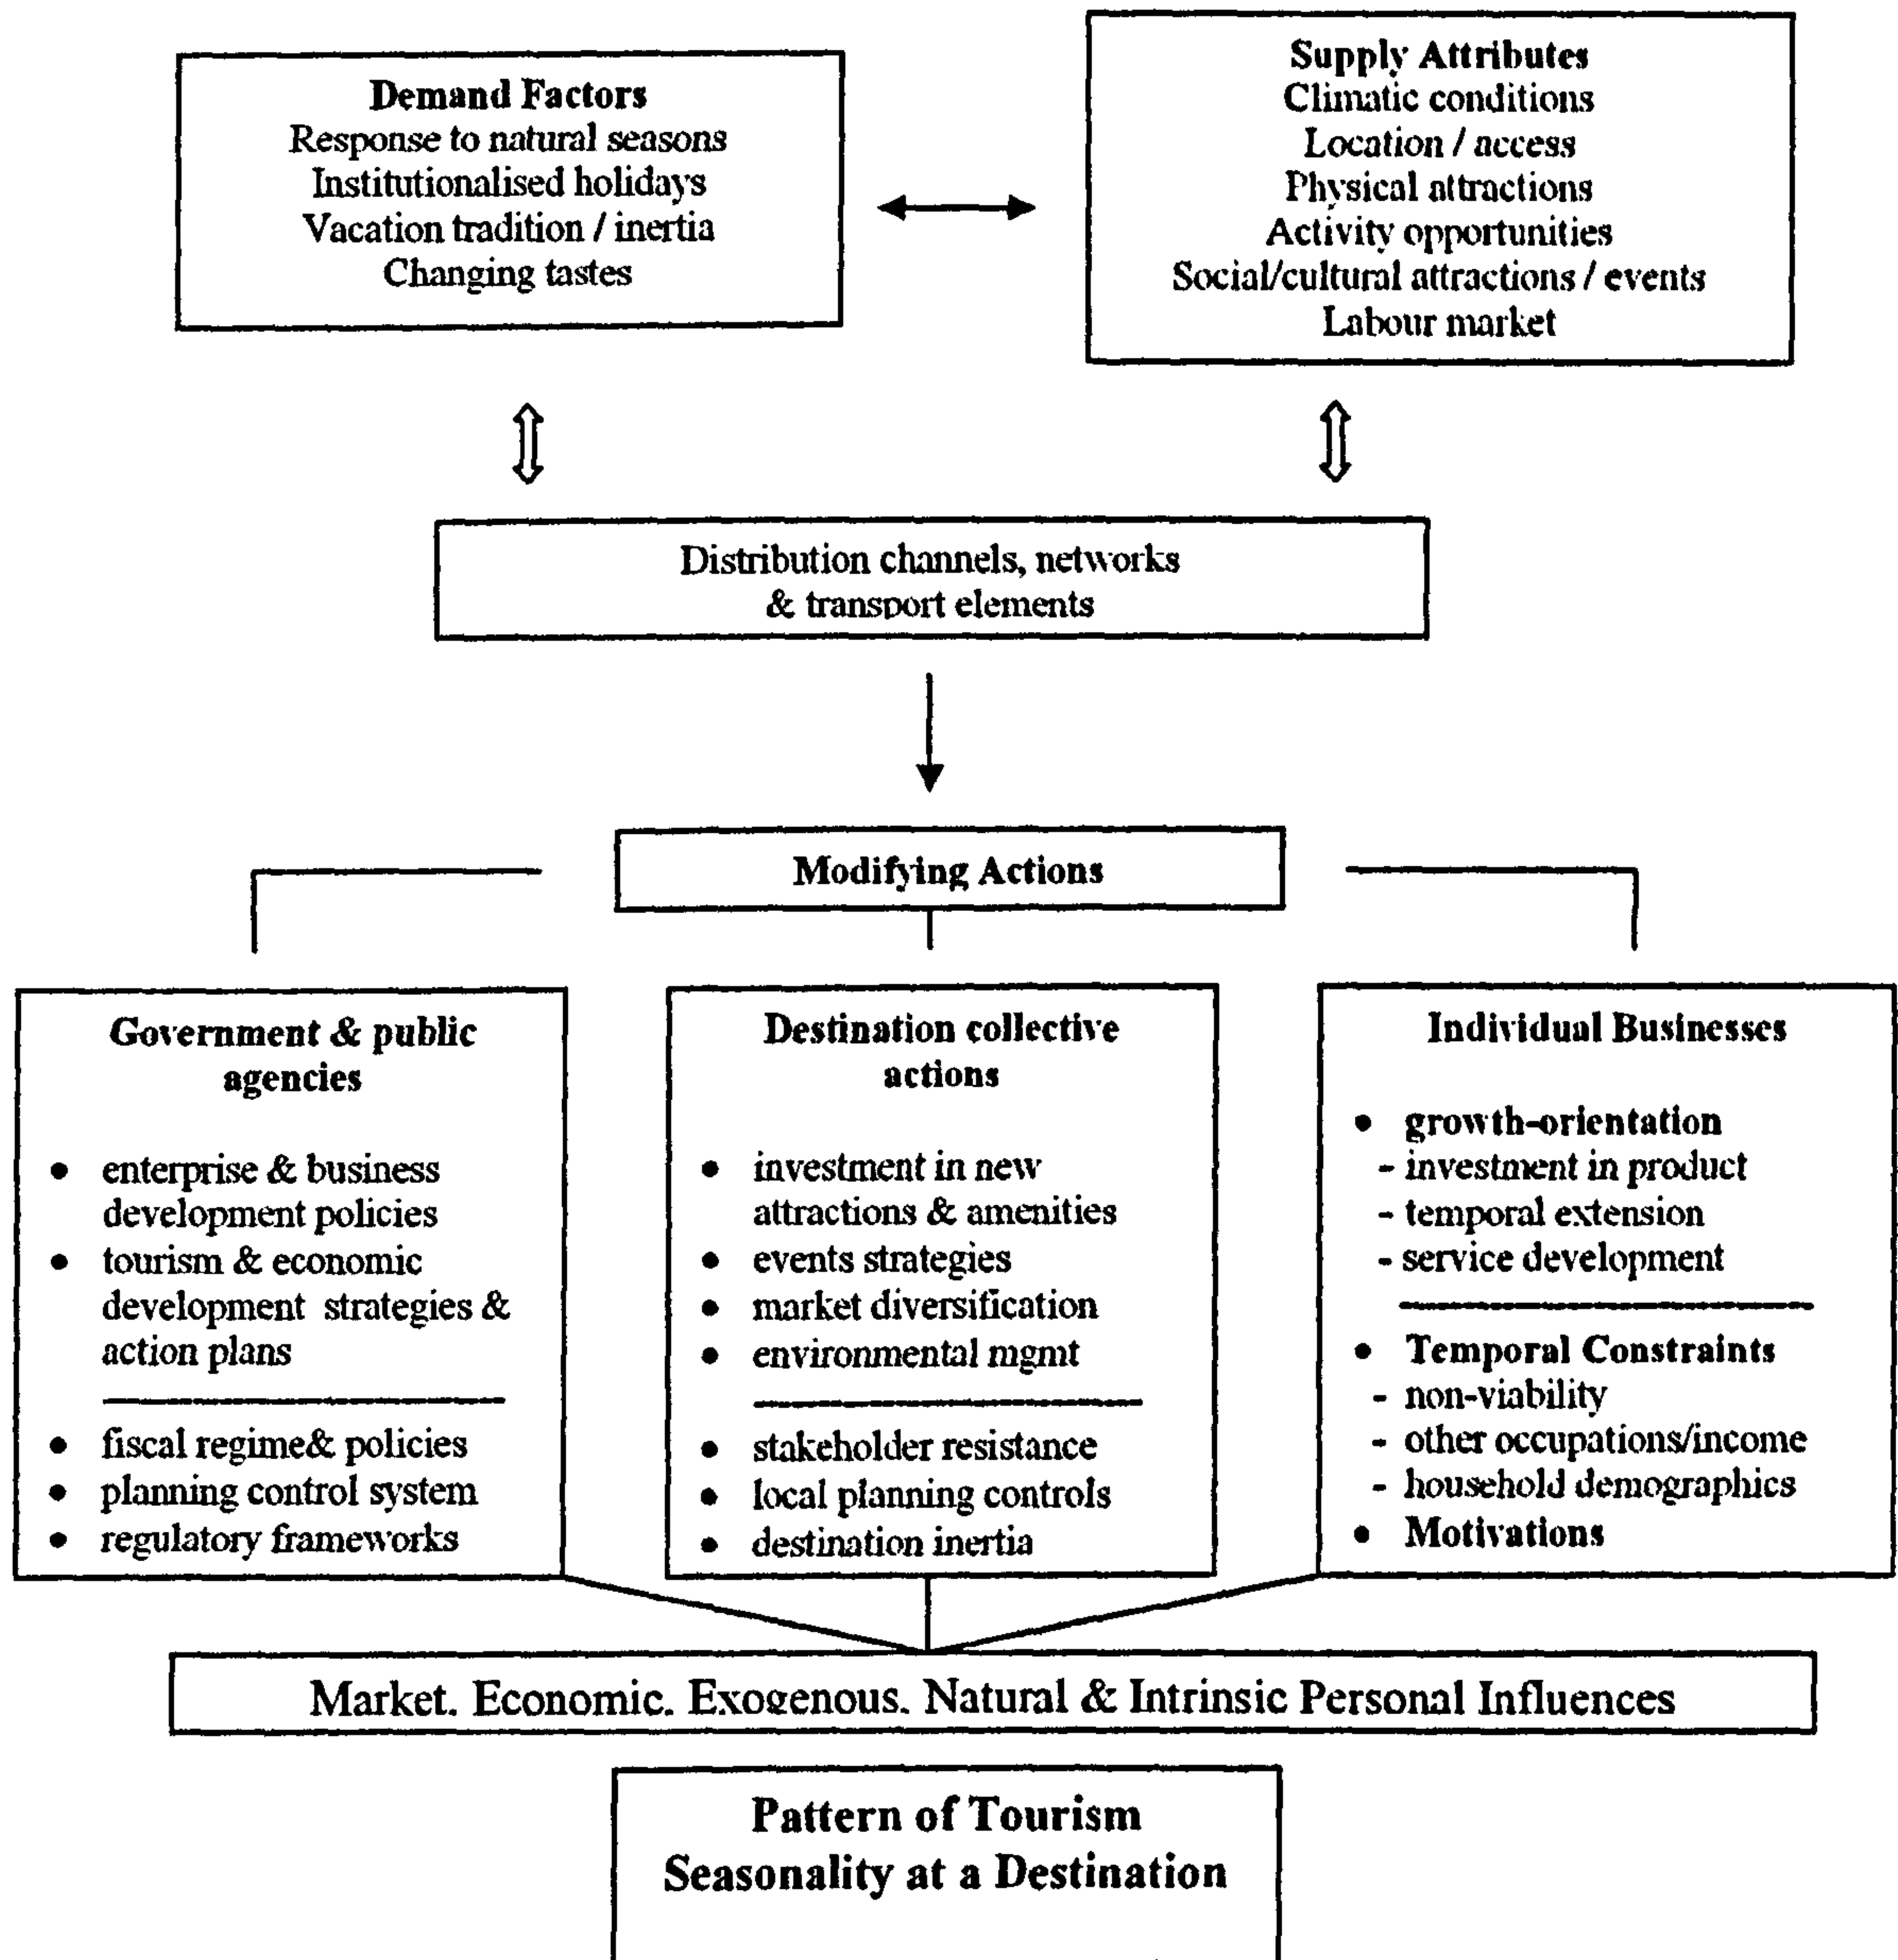 Demand Factors
Response to natural seasons
Institutionalised holidays
Vacation tradition / inertia
Changing tastes
Supply Attributes
Climatic conditions
Location / access
Physical attractions
Activity opportunities
Social/cultural attractions / events
Labour market
Distribution channels, networks
& transport elements
Modifying Actions
Government & public
agencies
• enterprise & business
development policies
• tourism & economic
development strategies &
action plans
• fiscal regime& policies
• planning control system
• regulatory frameworks
Destination collective
actions
• investment in new
attractions & amenities
• events strategies
• market diversification
• environmental mgmt
• stakeholder resistance
• local planning controls
• destination inertia
Individual Businesses
• growth-orientation
- investment in product
- temporal extension
- service development
• Temporal Constraints
- non-viability
- other occupations/income
- household demographics
• Motivations
Market. Economic. Exogenous. Natural & Intrinsic Personal Influences
Pattern of Tourism
Seasonality at a Destination